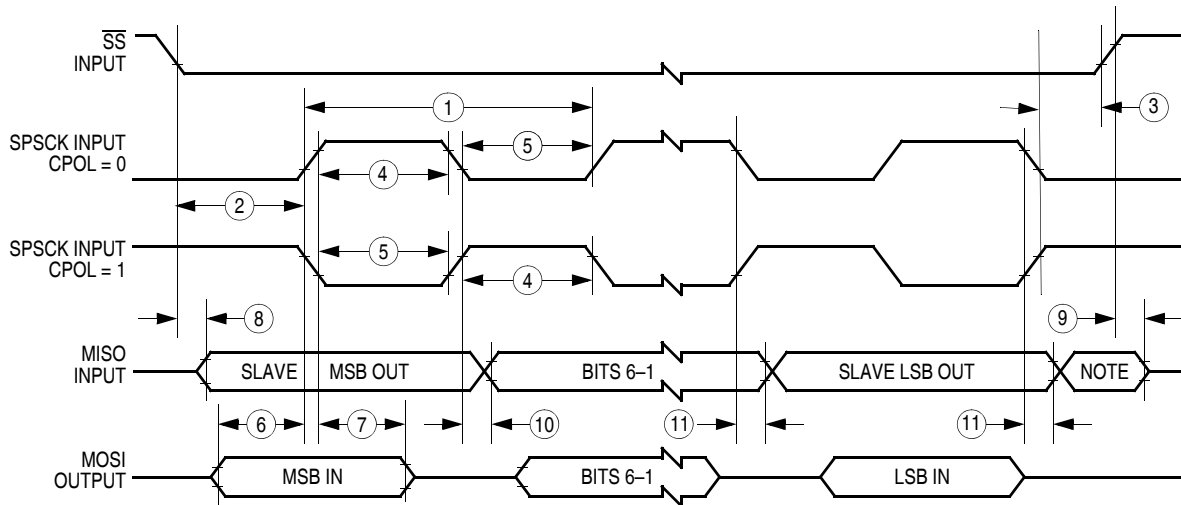 SS
INPUT
1
3
SPSCK INPUT
CPOL = 0
5
4
2
SPSCK INPUT
CPOL = 1
5
4
8
9
MISO
INPUT
SLAVE MSB OUT
BITS 6–1
SLAVE LSB OUT
NOTE
6
7
10
11
11
MOSI
OUTPUT
MSB IN
BITS 6–1
LSB IN